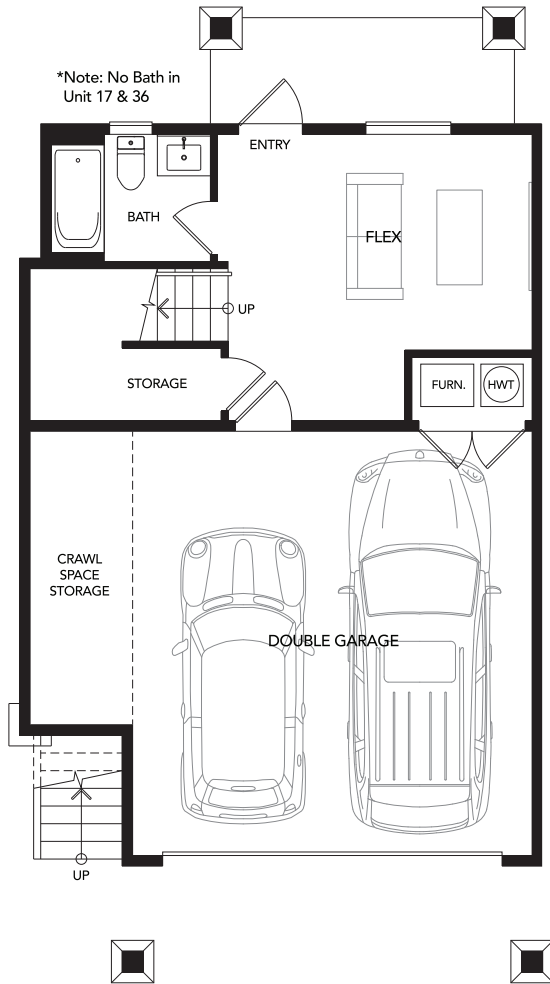 *Note: No Bath in
Unit 17 & 36
ENTRY
BATH
FLEX
UP
STORAGE
FURN.
HWT
CRAWL
SPACE
STORAGE
DOUBLE GARAGE
UP